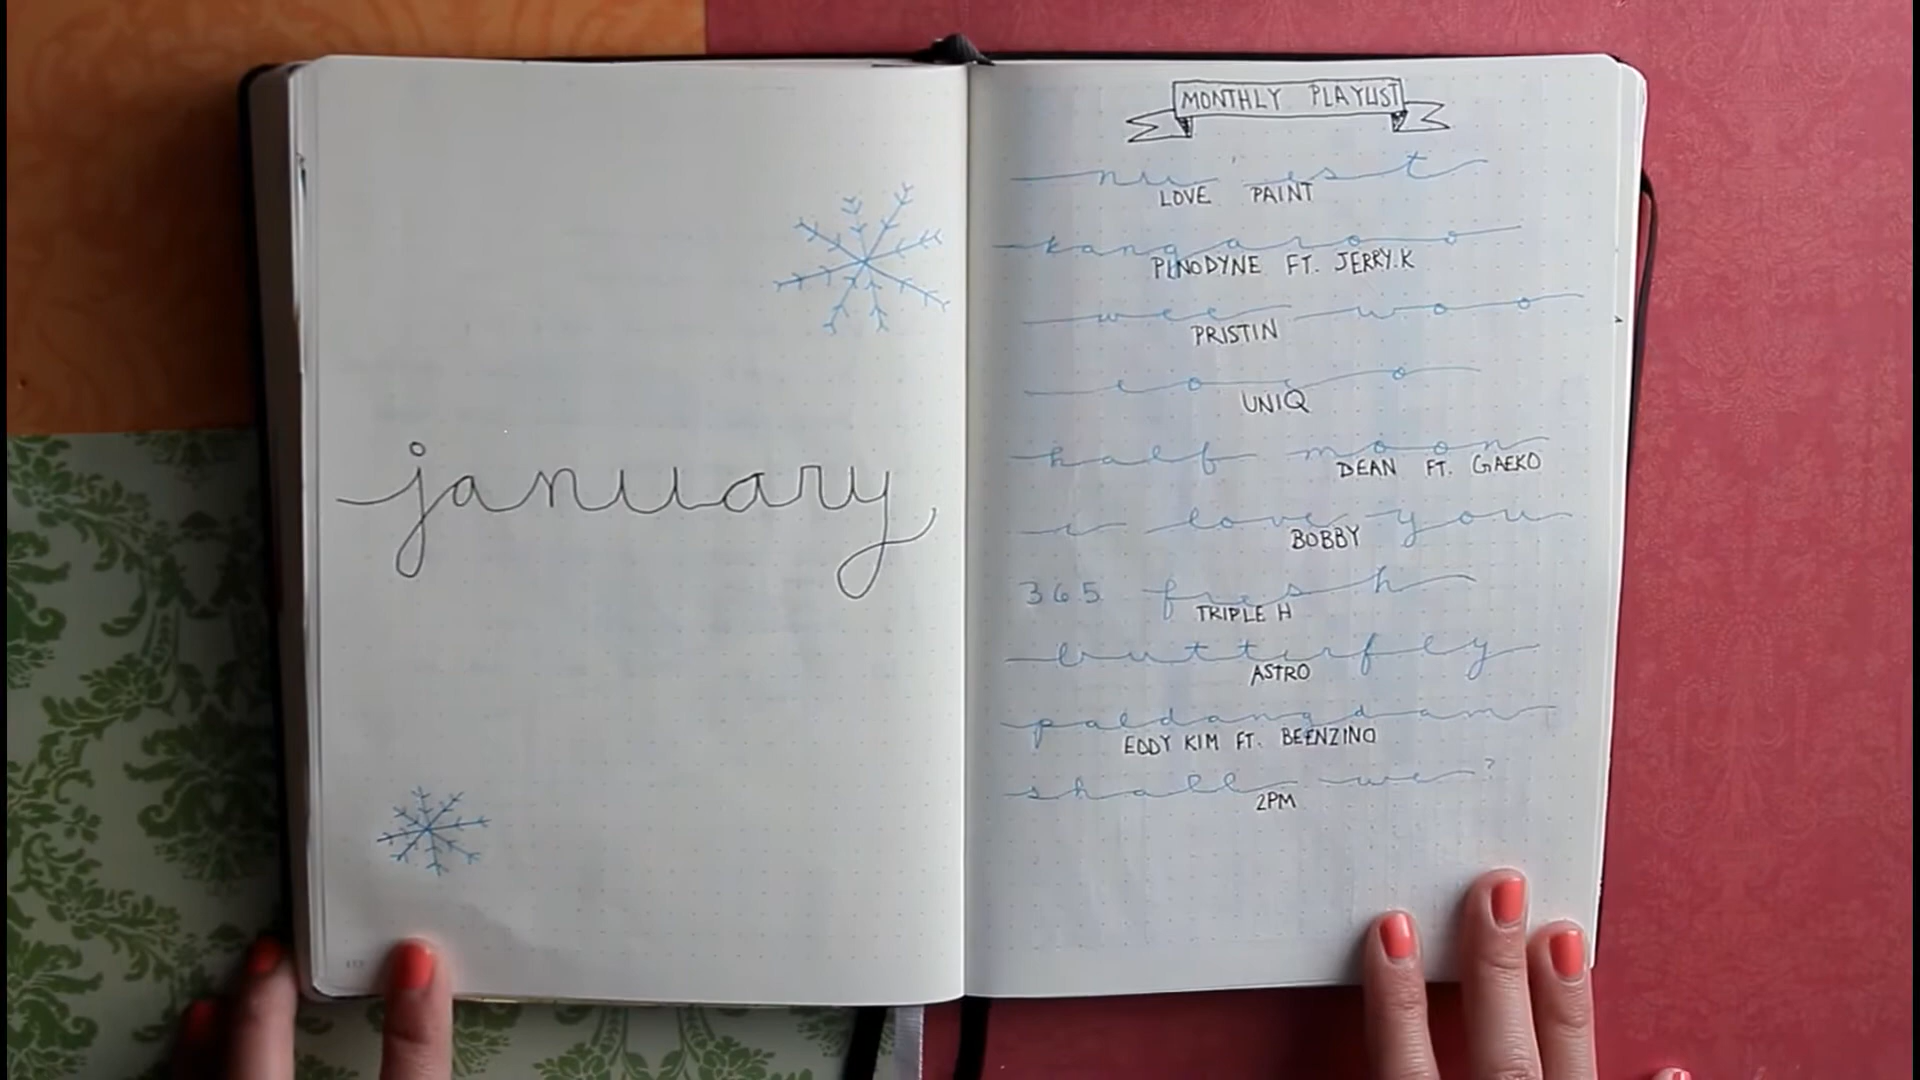 january
MONTHLY PLAYLIST
nu est
LOVE PAINT
kangaroo
PINODYNE FT. JERRY.K
wee woo
PRISTIN
eoeo
UNIQ
half moon
DEAN FT. GAEKO
i love you
BOBBY
365 fresh
TRIPLE H
butterfly
ASTRO
paldangdam
EDDY KIM FT. BEENZINO
shall we?
2PM